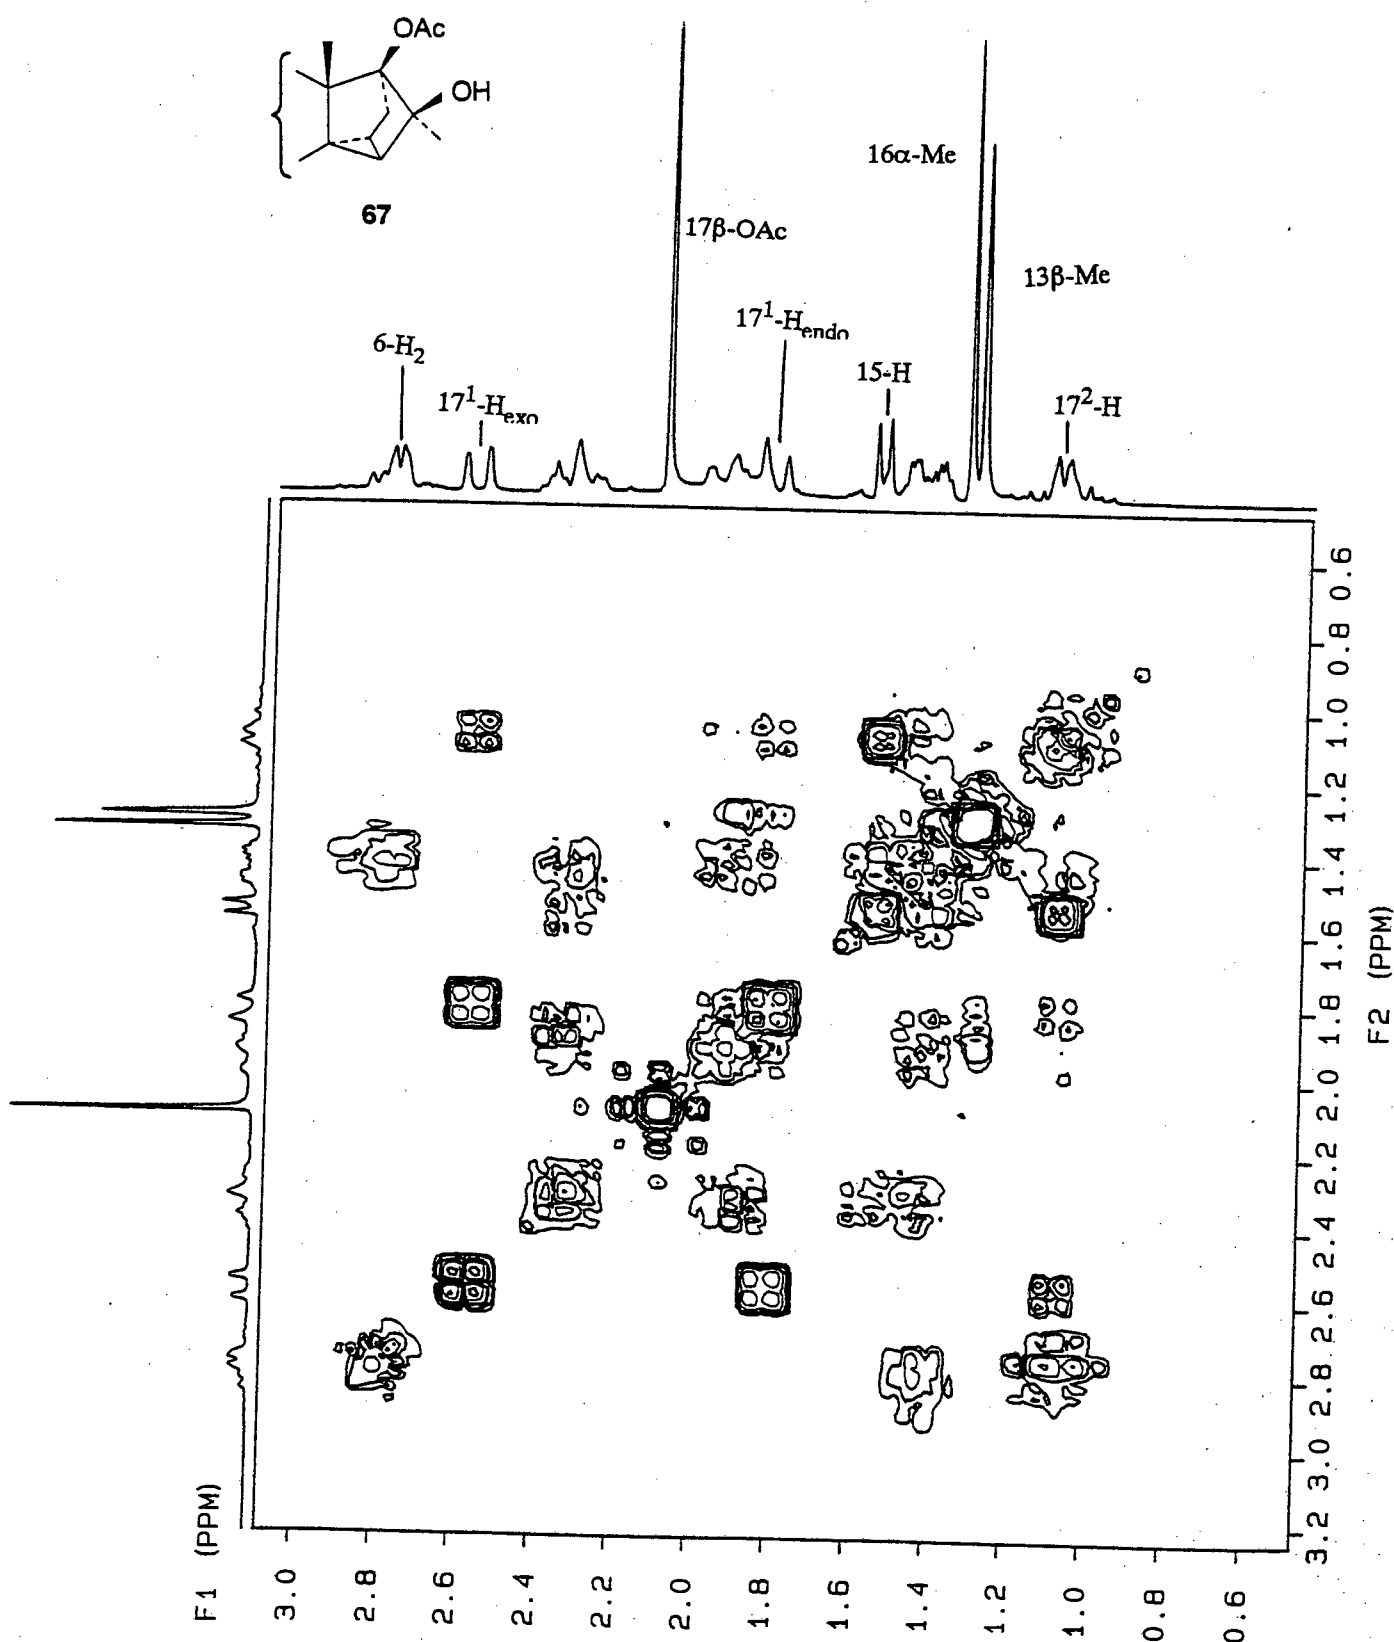 OAc
OH
67
16α-Me
17β-OAc
13β-Me
17¹-Hendo
6-H₂
15-H
17¹-Hexo
17²-H
0.6
0.8
1.0
1.2
1.4
1.6
1.8
2.0
2.2
2.4
2.6
2.8
3.0
3.2
F2 (PPM)
F1 (PPM)
3.0 2.8 2.6 2.4 2.2 2.0 1.8 1.6 1.4 1.2 1.0 0.8 0.6